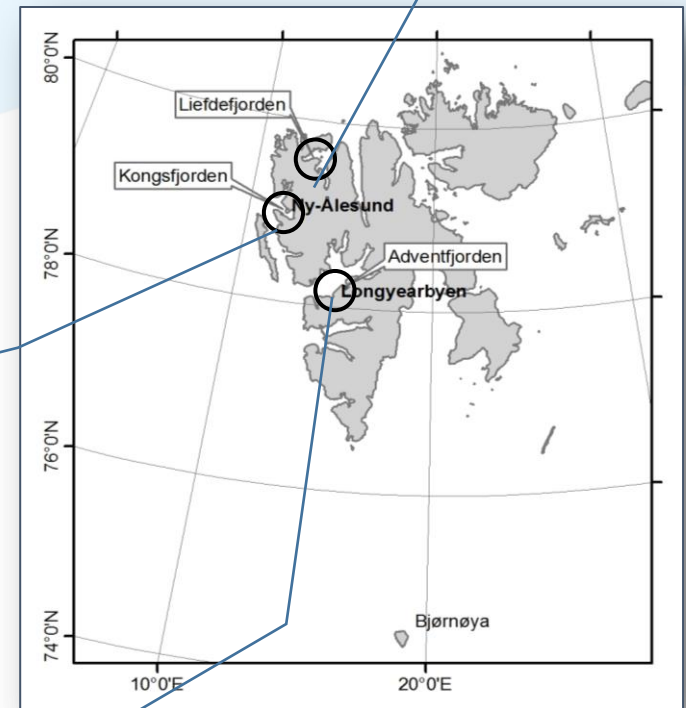 80°0'N
Liefdefjorden
Kongsfjorden
Ny-Ålesund
78°0'N
Adventfjorden
Longyearbyen
76°0'N
74°0'N
Bjørnøya
10°0'E
20°0'E